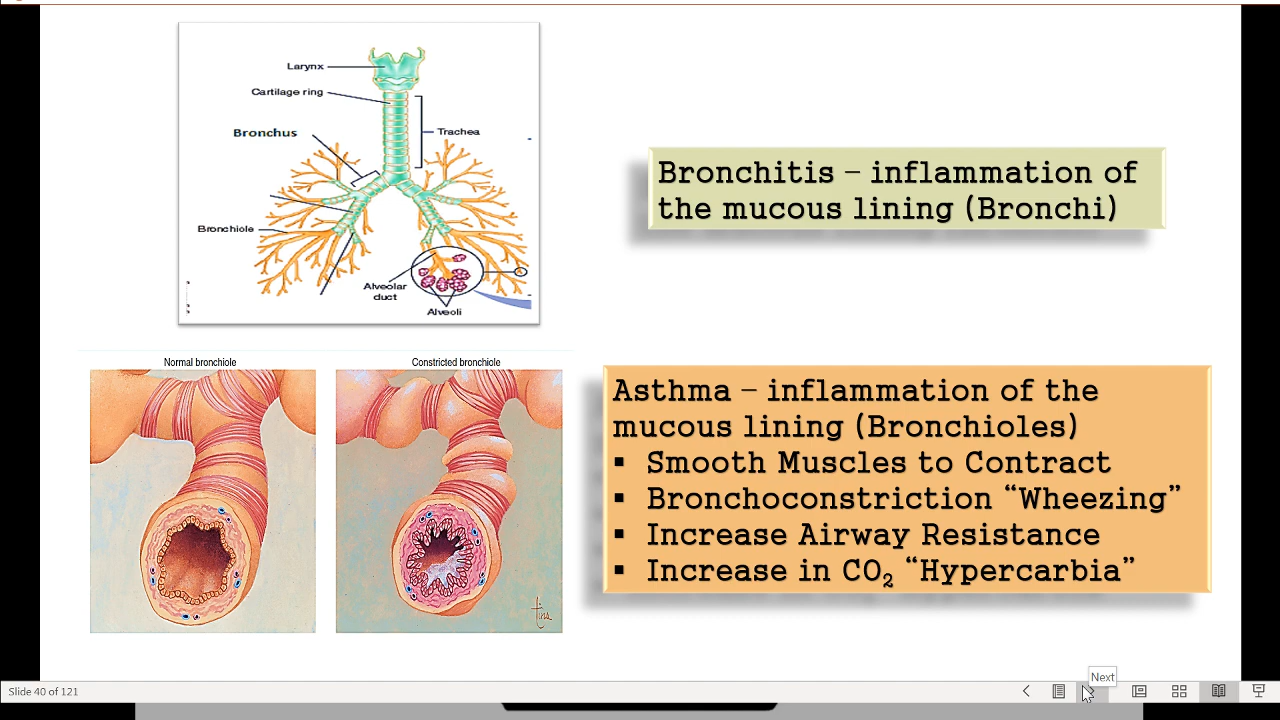 Larynx
Cartilage ring
Bronchus
Trachea
Bronchiole
Alveolar
duct
Alveoli
Bronchitis – inflammation of
the mucous lining (Bronchi)
Normal bronchiole
Constricted bronchiole
Asthma – inflammation of the
mucous lining (Bronchioles)
▪ Smooth Muscles to Contract
▪ Bronchoconstriction “Wheezing”
▪ Increase Airway Resistance
▪ Increase in CO₂ “Hypercarbia”
Next
Slide 40 of 121